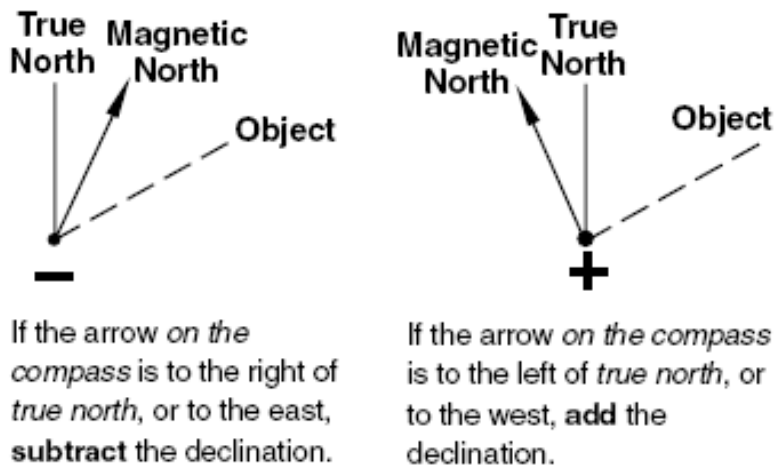 True
North
Magnetic
North
Object
−
If the arrow on the
compass is to the right of
true north, or to the east,
subtract the declination.
Magnetic
North
True
North
Object
+
If the arrow on the compass
is to the left of true north, or
to the west, add the
declination.